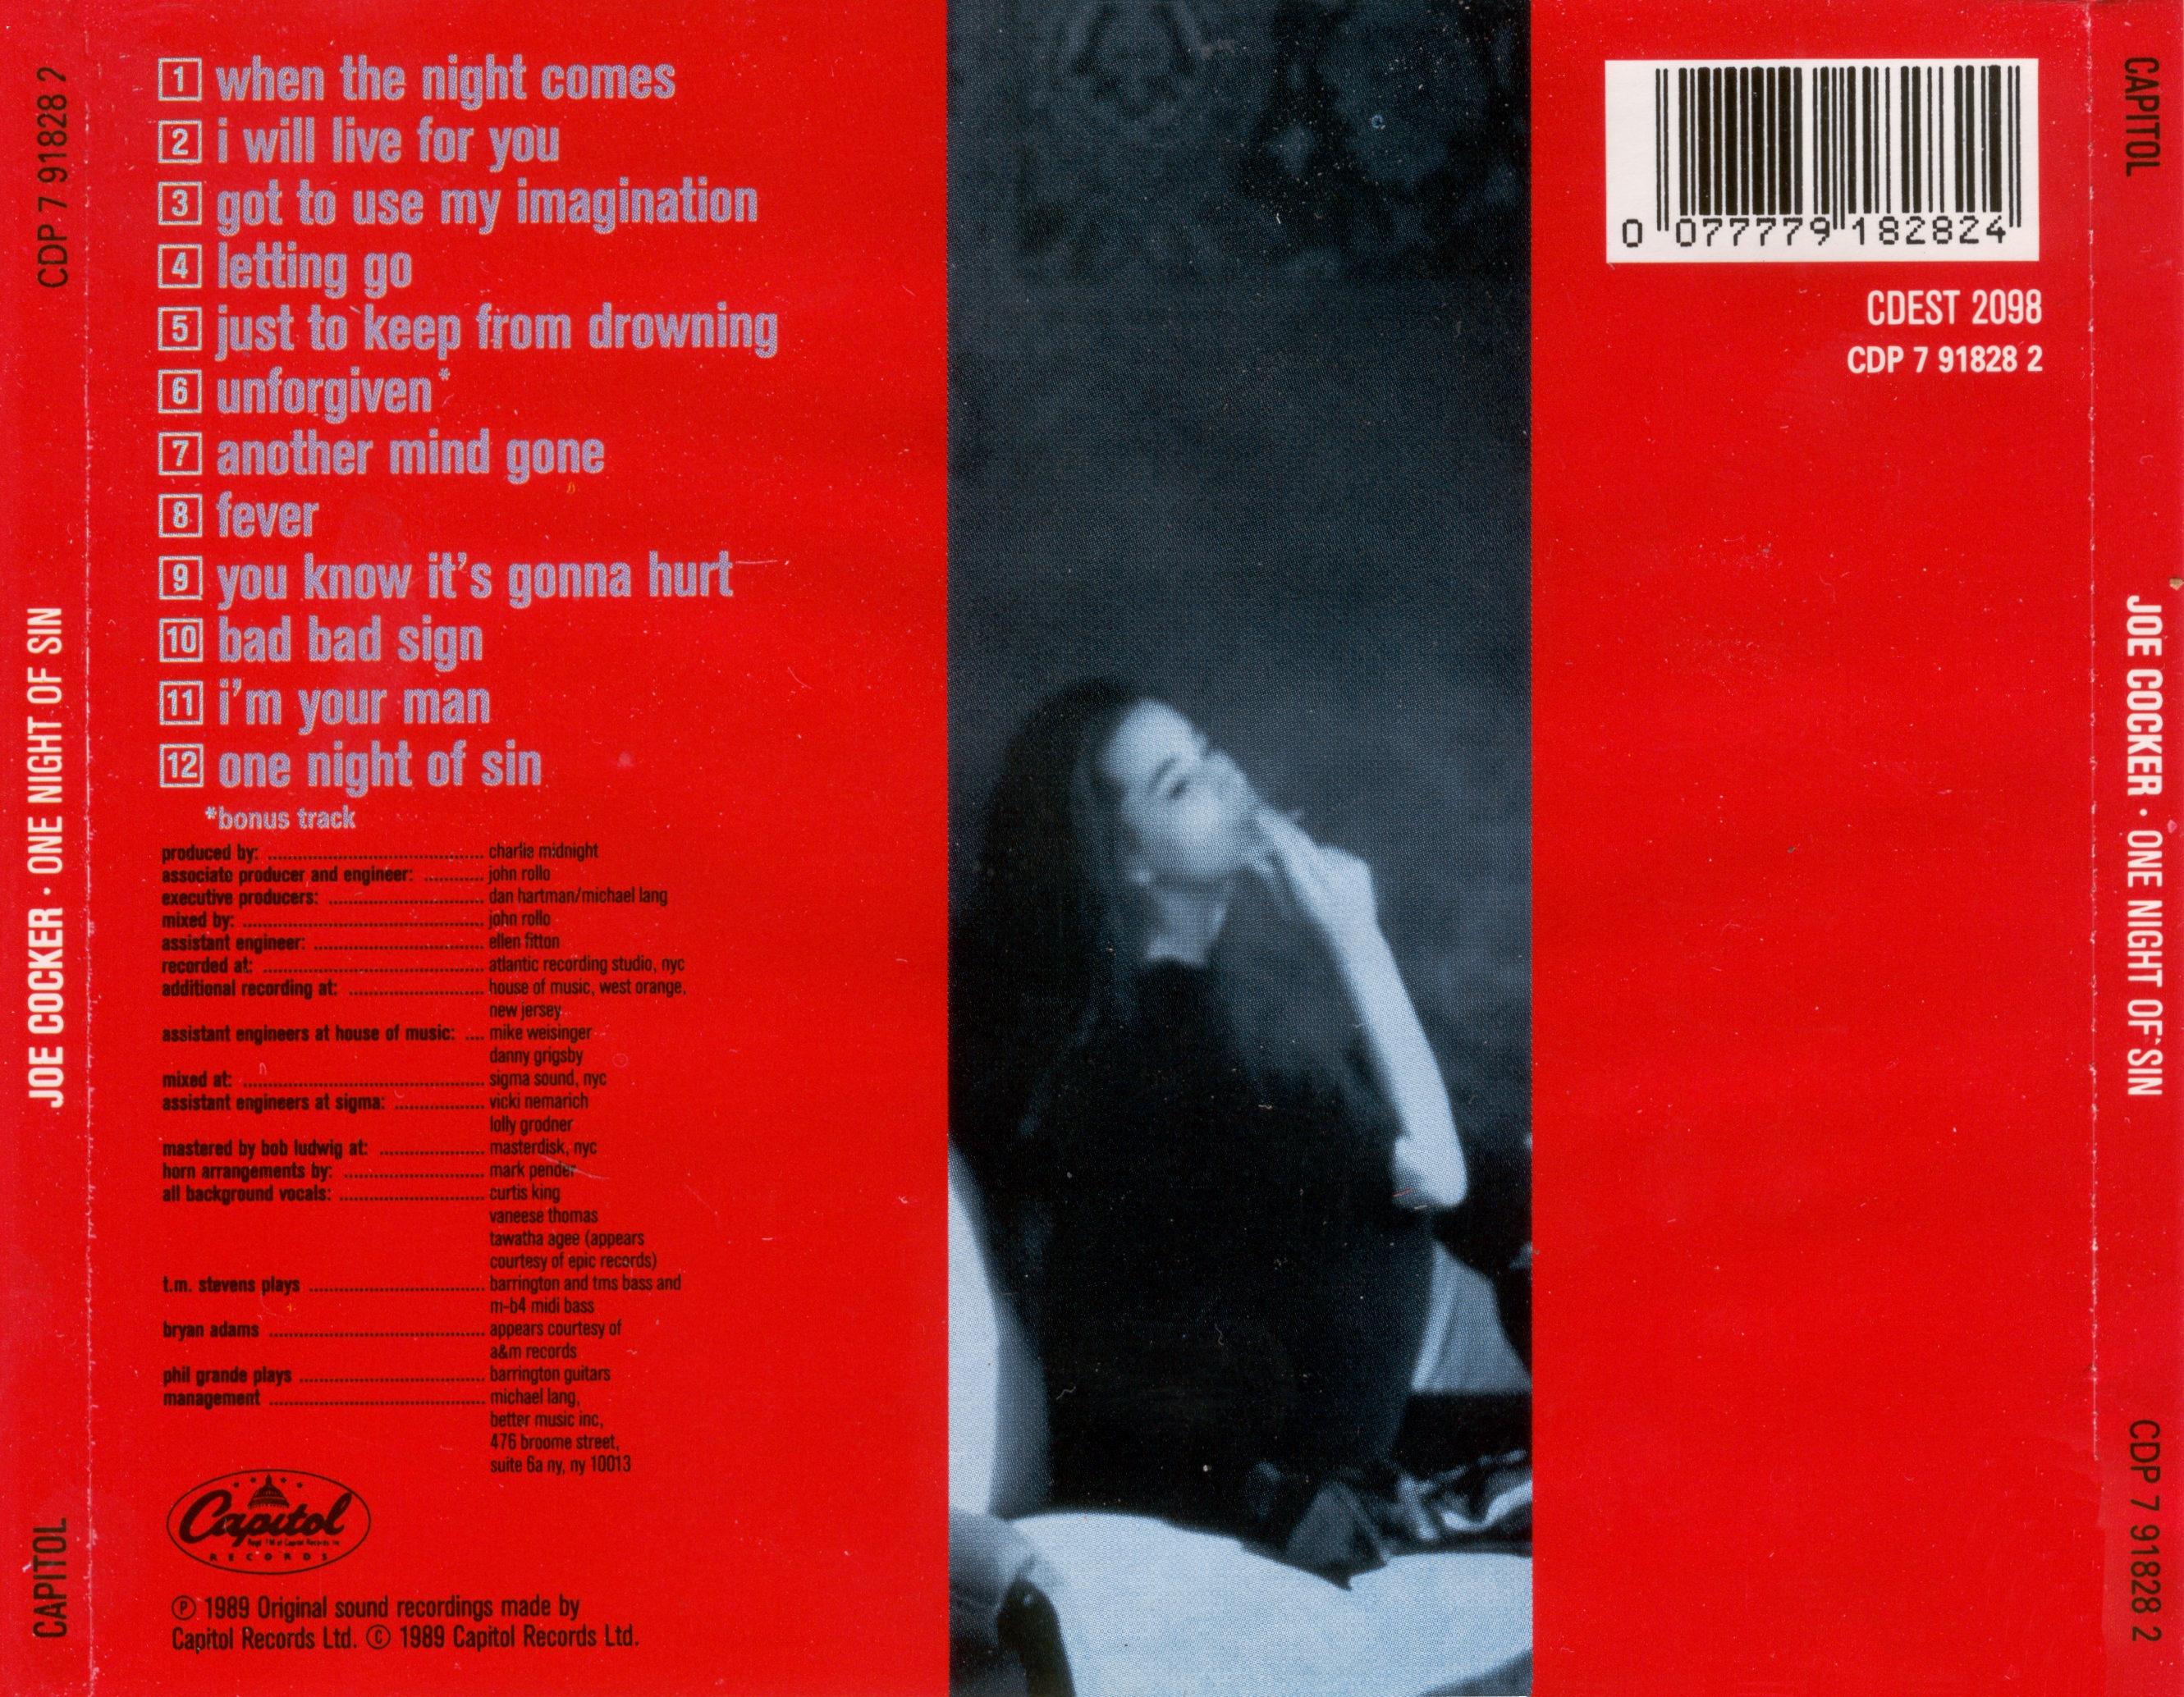 CDP 7 91828 2
JOE COCKER · ONE NIGHT OF SIN
CAPITOL
1 when the night comes
2 i will live for you
3 got to use my imagination
4 letting go
5 just to keep from drowning
6 unforgiven*
7 another mind gone
8 fever
9 you know it's gonna hurt
10 bad bad sign
11 i'm your man
12 one night of sin
*bonus track
produced by: charlie midnight
associate producer and engineer: john rollo
executive producers: dan hartman/michael lang
mixed by: john rollo
assistant engineer: ellen fitton
recorded at: atlantic recording studio, nyc
additional recording at: house of music, west orange,
new jersey
assistant engineers at house of music: mike weisinger
danny grigsby
mixed at: sigma sound, nyc
assistant engineers at sigma: vicki nemarich
lolly grodner
mastered by bob ludwig at: masterdisk, nyc
horn arrangements by: mark pender
all background vocals: curtis king
vaneese thomas
tawatha agee (appears
courtesy of epic records)
t.m. stevens plays barrington and tms bass and
m-b4 midi bass
bryan adams appears courtesy of
a&m records
phil grande plays barrington guitars
management michael lang,
better music inc,
476 broome street,
suite 6a ny, ny 10013
Capitol
RECORDS
℗ 1989 Original sound recordings made by
Capitol Records Ltd. © 1989 Capitol Records Ltd.
0 077779 182824
CDEST 2098
CDP 7 91828 2
CAPITOL
JOE COCKER · ONE NIGHT OF SIN
CDP 7 91828 2